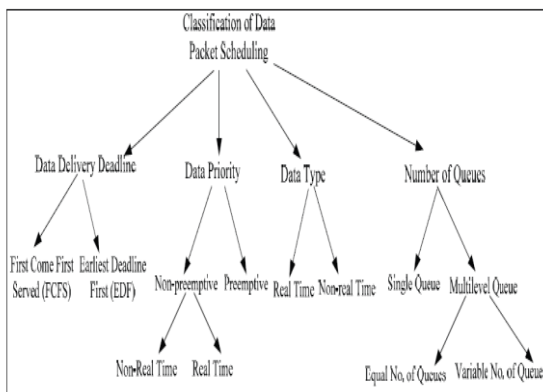 Classification of Data
Packet Scheduling
Data Delivery Deadline
Data Priority
Data Type
Number of Queues
First Come First
Served (FCFS)
Earliest Deadline
First (EDF)
Non-preemptive
Preemptive
Real Time
Non-real Time
Single Queue
Multilevel Queue
Non-Real Time
Real Time
Equal No. of Queues
Variable No. of Queue